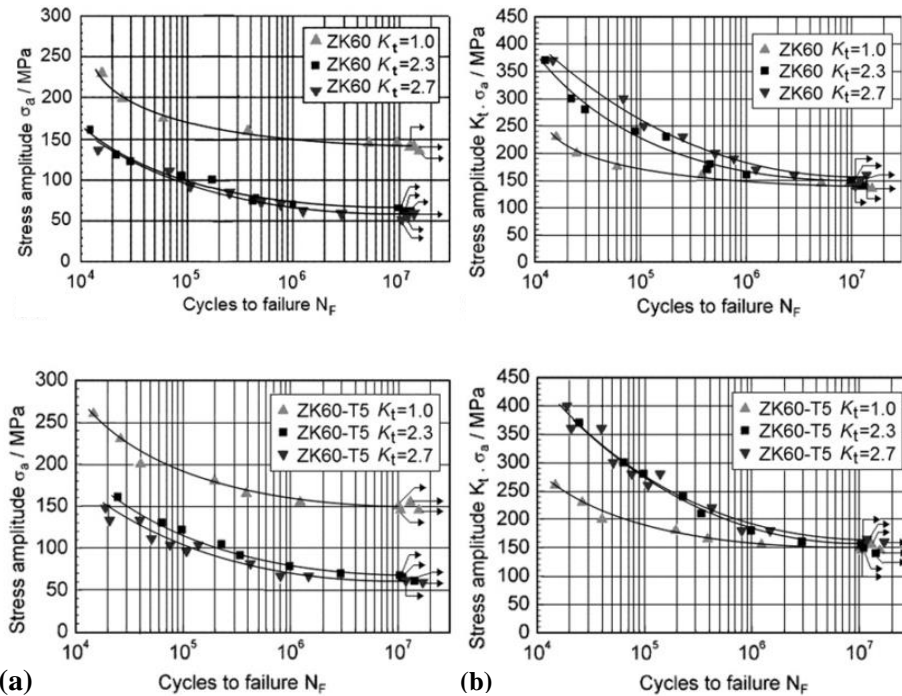 300
250
200
150
100
50
0
Stress amplitude σa / MPa
ZK60 Kt=1.0
ZK60 Kt=2.3
ZK60 Kt=2.7
10^4
10^5
10^6
10^7
Cycles to failure NF
450
400
350
300
250
200
150
100
50
0
Stress amplitude Kt · σa / MPa
ZK60 Kt=1.0
ZK60 Kt=2.3
ZK60 Kt=2.7
10^4
10^5
10^6
10^7
Cycles to failure NF
300
250
200
150
100
50
0
Stress amplitude σa / MPa
ZK60-T5 Kt=1.0
ZK60-T5 Kt=2.3
ZK60-T5 Kt=2.7
10^4
10^5
10^6
10^7
Cycles to failure NF
(a)
450
400
350
300
250
200
150
100
50
0
Stress amplitude Kt · σa / MPa
ZK60-T5 Kt=1.0
ZK60-T5 Kt=2.3
ZK60-T5 Kt=2.7
10^4
10^5
10^6
10^7
Cycles to failure NF
(b)